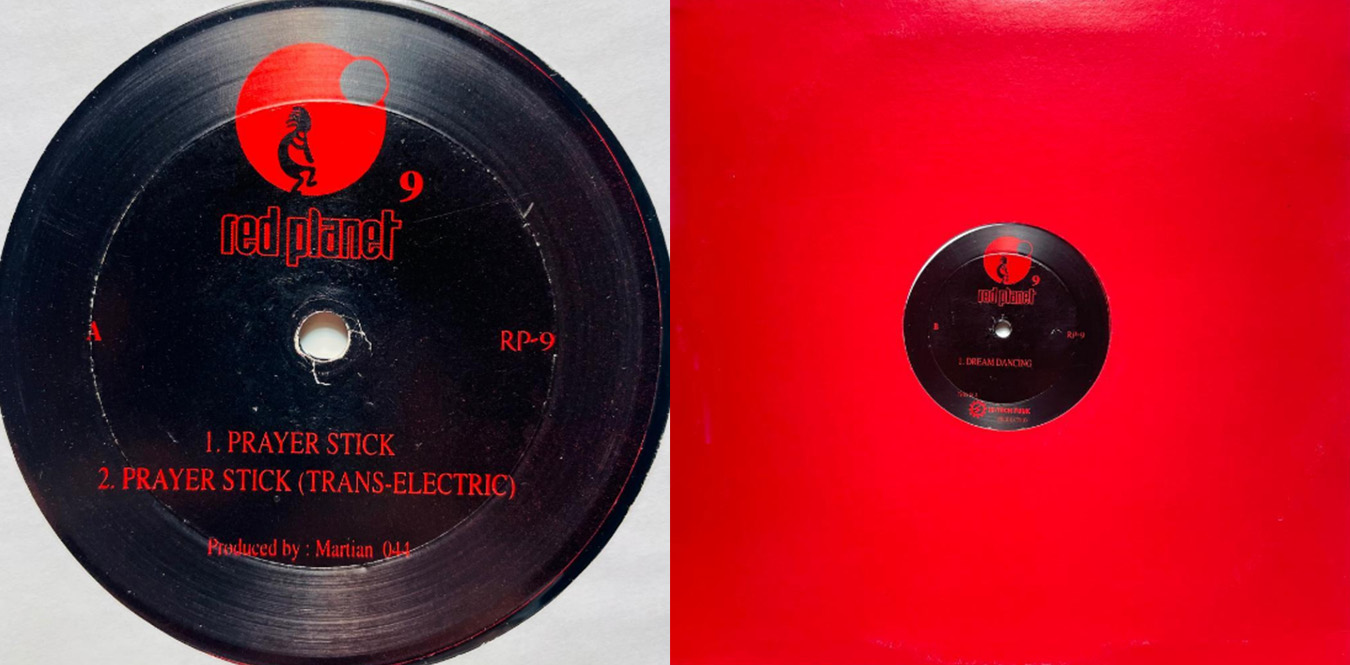 9
red planet
A
RP-9
1. PRAYER STICK
2. PRAYER STICK (TRANS-ELECTRIC)
Produced by : Martian 044
9
red planet
B
RP-9
1. DREAM DANCING